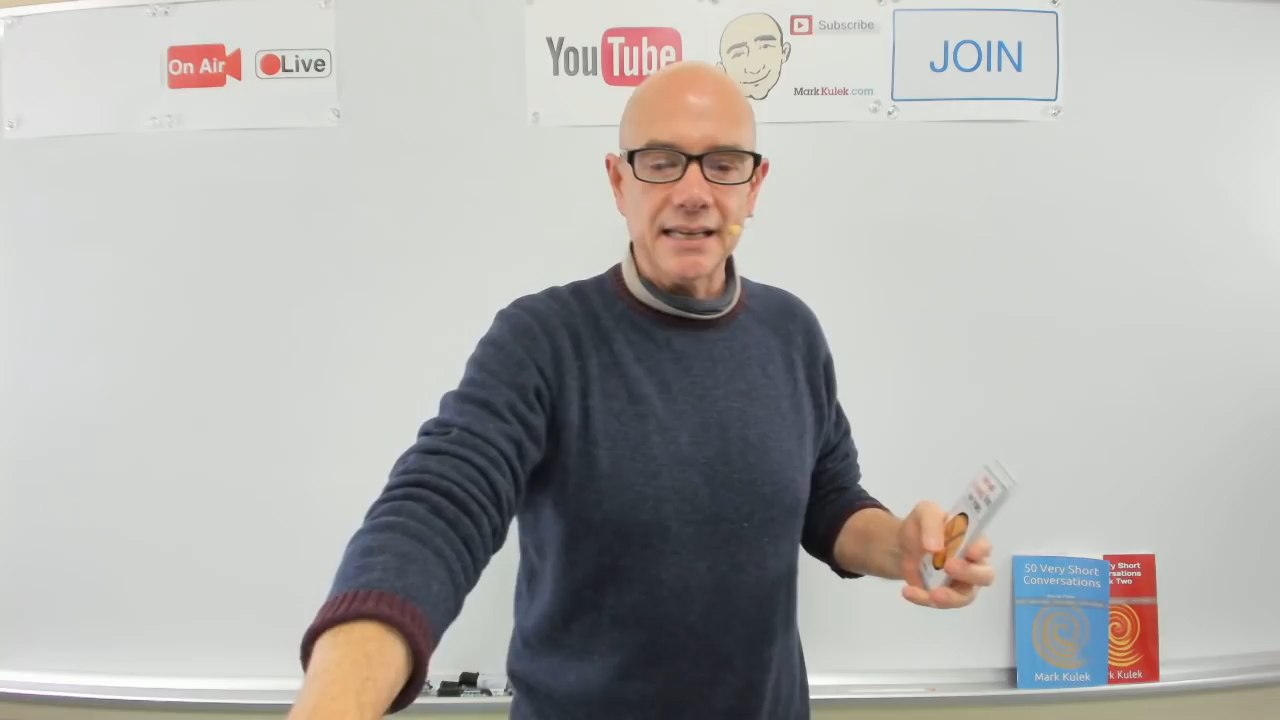 On Air
Live
YouTube
Subscribe
MarkKulek.com
JOIN
50 Very Short
Conversations
Mark Kulek
y Short
rsations
k Two
k Kulek